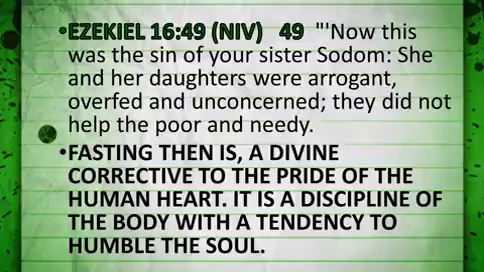 •EZEKIEL 16:49 (NIV)   49  "'Now this
was the sin of your sister Sodom: She
and her daughters were arrogant,
overfed and unconcerned; they did not
help the poor and needy.
•FASTING THEN IS, A DIVINE
CORRECTIVE TO THE PRIDE OF THE
HUMAN HEART. IT IS A DISCIPLINE OF
THE BODY WITH A TENDENCY TO
HUMBLE THE SOUL.